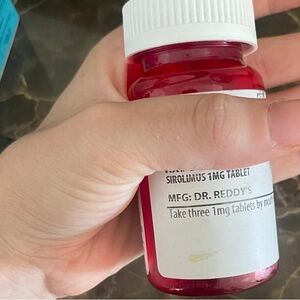 SIROLIMUS 1MG TABLET
MFG: DR. REDDY'S
Take three 1mg tablets by